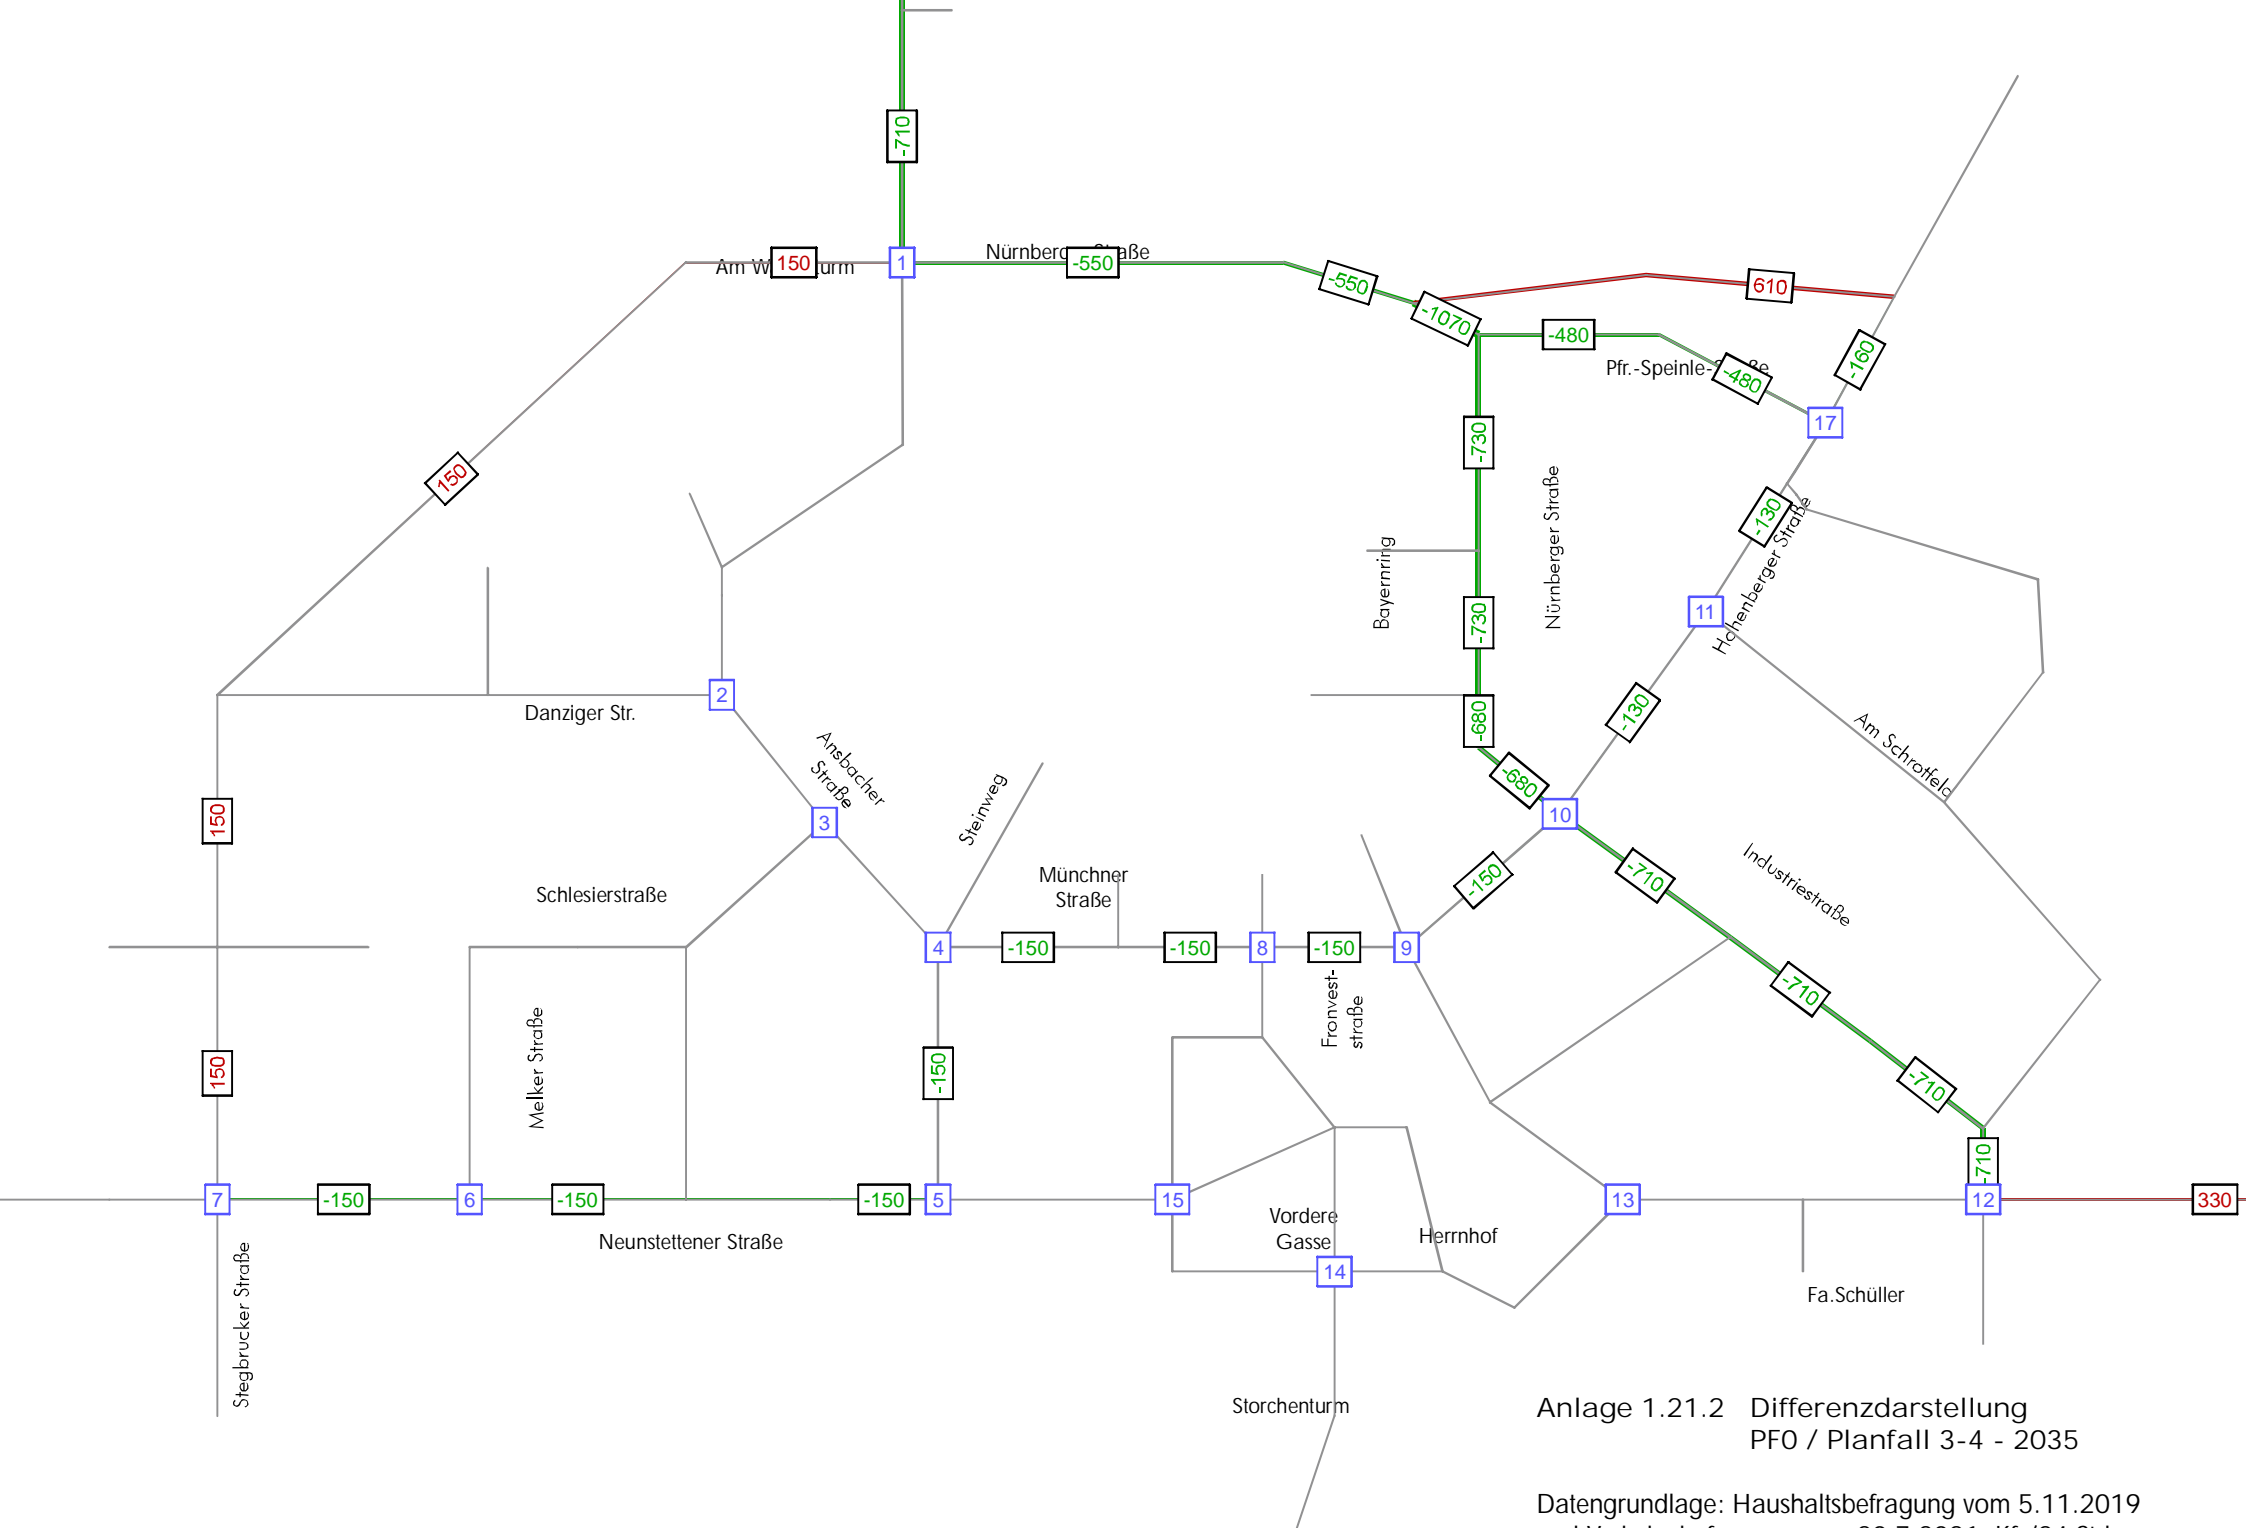 -710
Am W
150
urm
1
Nürnberg
-550
aße
-550
-1070
610
-480
Pfr.-Speinle-
-480
-160
17
150
-730
Bayernring
Nürnberger Straße
-730
-130
Hohenberger Straße
11
2
Danziger Str.
-680
-130
Ansbacher
Straße
3
Steinweg
-680
10
Am Schrotfeld
150
Schlesierstraße
Münchner
Straße
-150
-710
Industriestraße
4
-150
-150
8
-150
9
Fronvest-
straße
-710
150
Melker Straße
-150
-710
-710
7
-150
6
-150
-150
5
15
13
12
330
Neunstettener Straße
Vordere
Gasse
Herrnhof
14
Stegbrucker Straße
Fa.Schüller
Storchenturm
Anlage 1.21.2 Differenzdarstellung
PF0 / Planfall 3-4 - 2035
Datengrundlage: Haushaltsbefragung vom 5.11.2019